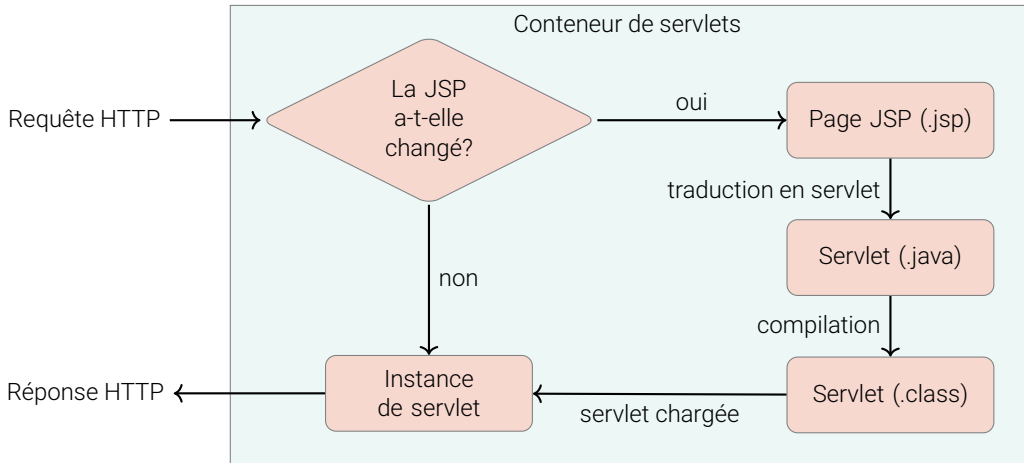 Conteneur de servlets
Requête HTTP
La JSP
a-t-elle
changé?
oui
Page JSP (.jsp)
traduction en servlet
Servlet (.java)
non
compilation
Réponse HTTP
Instance
de servlet
servlet chargée
Servlet (.class)